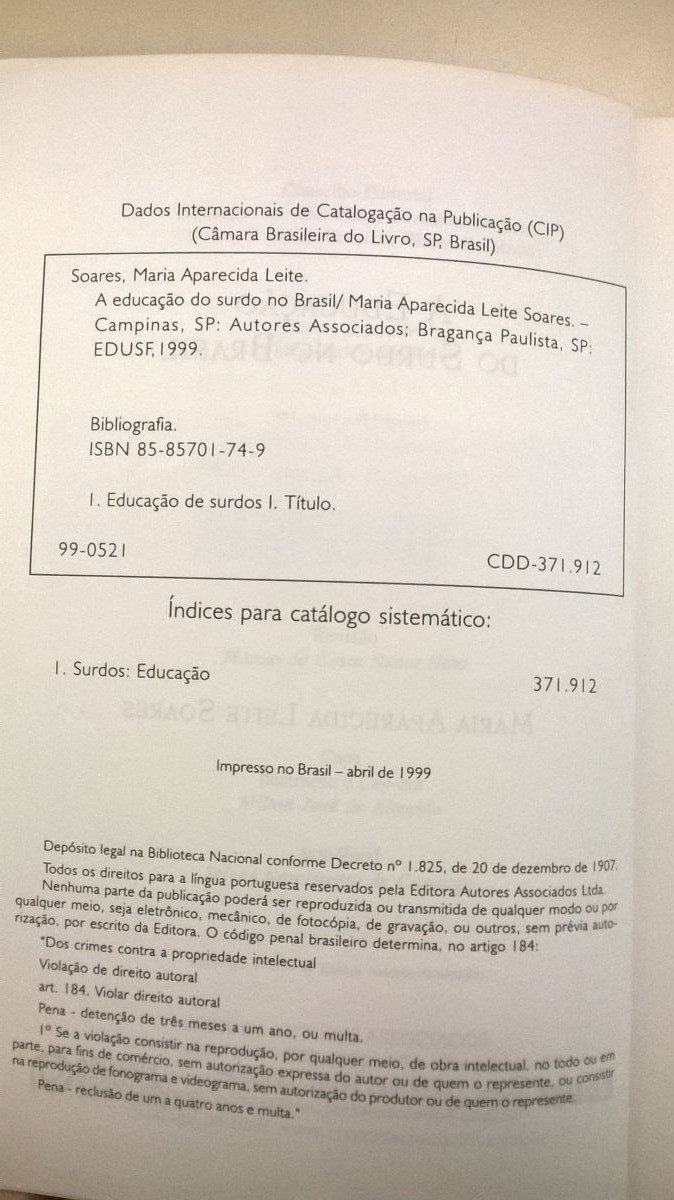 Dados Internacionais de Catalogação na Publicação (CIP)
(Câmara Brasileira do Livro, SP, Brasil)
Soares, Maria Aparecida Leite.
A educação do surdo no Brasil/ Maria Aparecida Leite Soares. –
Campinas, SP: Autores Associados; Bragança Paulista, SP:
EDUSF, 1999.
Bibliografia.
ISBN 85-85701-74-9
1. Educação de surdos I. Título.
99-0521
CDD-371.912
Índices para catálogo sistemático:
1. Surdos: Educação
371.912
Impresso no Brasil – abril de 1999
Depósito legal na Biblioteca Nacional conforme Decreto nº 1.825, de 20 de dezembro de 1907.
Todos os direitos para a língua portuguesa reservados pela Editora Autores Associados Ltda.
Nenhuma parte da publicação poderá ser reproduzida ou transmitida de qualquer modo ou por
qualquer meio, seja eletrônico, mecânico, de fotocópia, de gravação, ou outros, sem prévia auto-
rização, por escrito da Editora. O código penal brasileiro determina, no artigo 184:
"Dos crimes contra a propriedade intelectual
Violação de direito autoral
art. 184. Violar direito autoral
Pena - detenção de três meses a um ano, ou multa.
1º Se a violação consistir na reprodução, por qualquer meio, de obra intelectual, no todo ou em
parte, para fins de comércio, sem autorização expressa do autor ou de quem o represente, ou consistir
na reprodução de fonograma e videograma, sem autorização do produtor ou de quem o represente:
Pena - reclusão de um a quatro anos e multa."